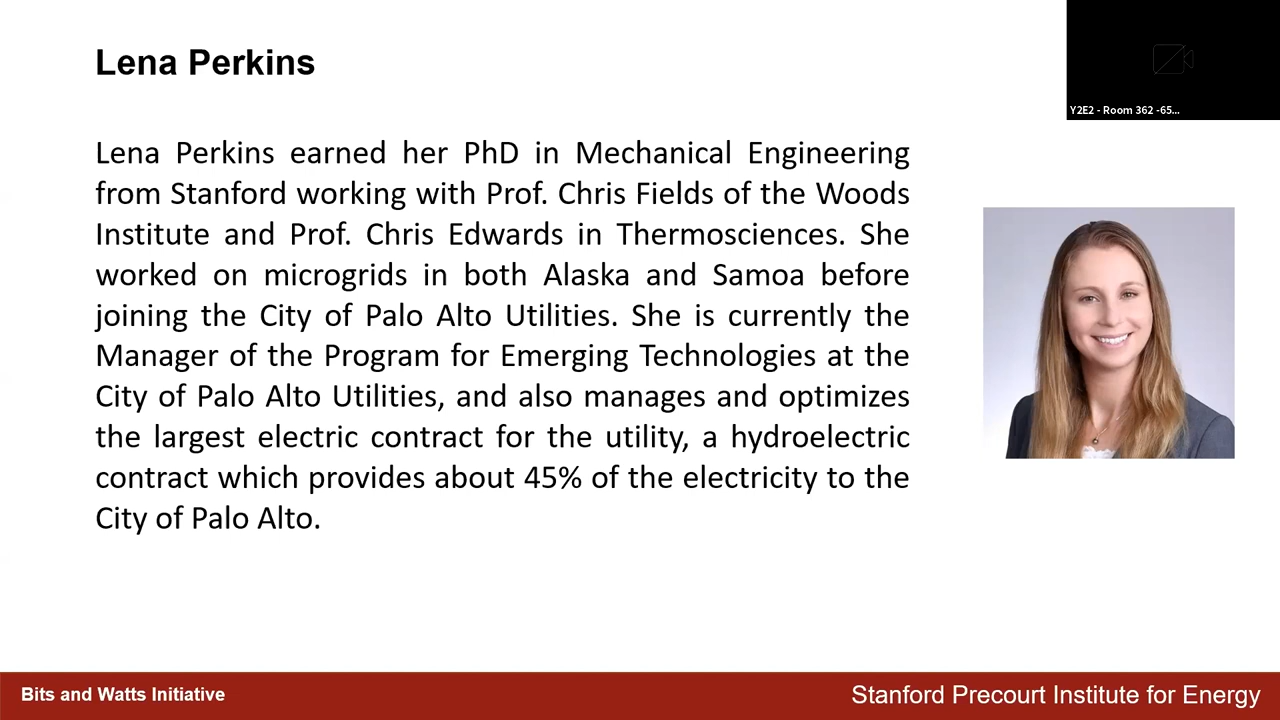 Lena Perkins
Y2E2 - Room 362 -65...
Lena Perkins earned her PhD in Mechanical Engineering
from Stanford working with Prof. Chris Fields of the Woods
Institute and Prof. Chris Edwards in Thermosciences. She
worked on microgrids in both Alaska and Samoa before
joining the City of Palo Alto Utilities. She is currently the
Manager of the Program for Emerging Technologies at the
City of Palo Alto Utilities, and also manages and optimizes
the largest electric contract for the utility, a hydroelectric
contract which provides about 45% of the electricity to the
City of Palo Alto.
Bits and Watts Initiative
Stanford Precourt Institute for Energy